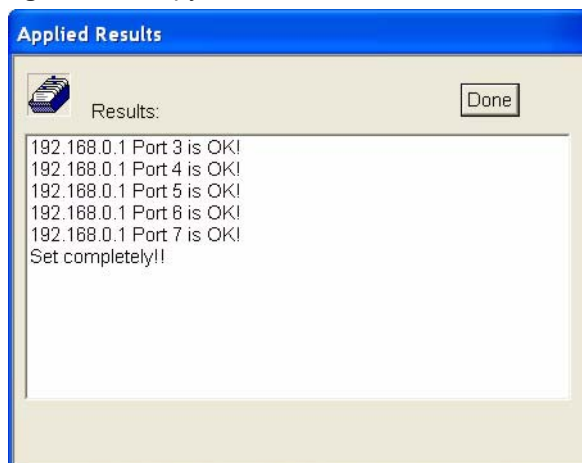 Applied Results
Results:
Done
192.168.0.1 Port 3 is OK!
192.168.0.1 Port 4 is OK!
192.168.0.1 Port 5 is OK!
192.168.0.1 Port 6 is OK!
192.168.0.1 Port 7 is OK!
Set completely!!